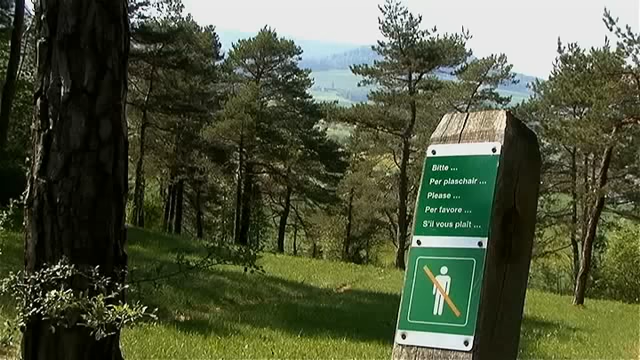 Bitte ...
Per plaschair ...
Please ...
Per favore ...
S'il vous plaît ...